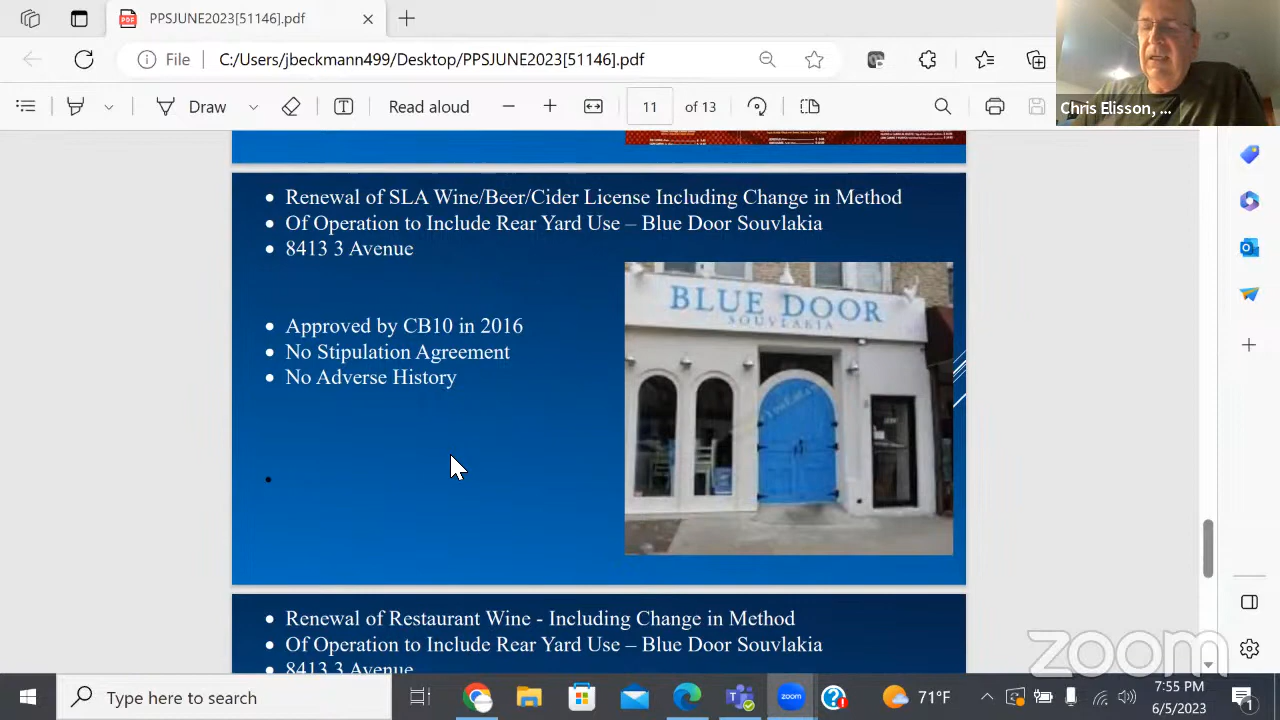 PPSJUNE2023[51146].pdf
File
C:/Users/jbeckmann499/Desktop/PPSJUNE2023[51146].pdf
Draw
Read aloud
11 of 13
Chris Elisson, ...
Renewal of SLA Wine/Beer/Cider License Including Change in Method
Of Operation to Include Rear Yard Use – Blue Door Souvlakia
8413 3 Avenue
BLUE DOOR
SOUVLAKIA
Approved by CB10 in 2016
No Stipulation Agreement
No Adverse History
Renewal of Restaurant Wine - Including Change in Method
Of Operation to Include Rear Yard Use – Blue Door Souvlakia
8413 3 Avenue
zoom
Type here to search
zoom
71°F
7:55 PM
6/5/2023
1